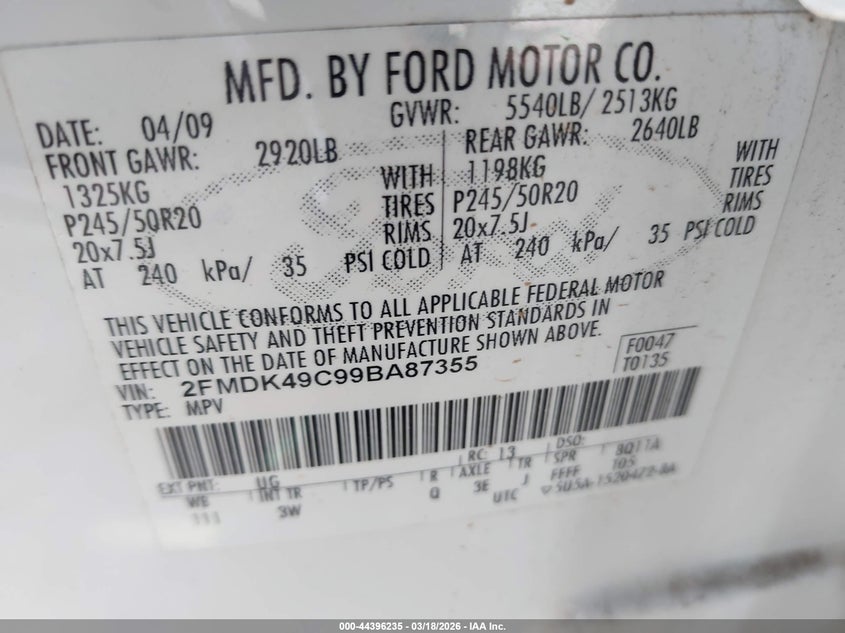 MFD. BY FORD MOTOR CO.
DATE: 04/09 GVWR: 5540LB/ 2513KG
FRONT GAWR: 2920LB REAR GAWR: 2640LB
1325KG WITH 1198KG WITH
P245/50R20 TIRES P245/50R20 TIRES
20x7.5J RIMS 20x7.5J RIMS
AT 240 kPa/ 35 PSI COLD AT 240 kPa/ 35 PSI COLD
THIS VEHICLE CONFORMS TO ALL APPLICABLE FEDERAL MOTOR
VEHICLE SAFETY AND THEFT PREVENTION STANDARDS IN
EFFECT ON THE DATE OF MANUFACTURE SHOWN ABOVE.
VIN: 2FMDK49C99BA87355 F0047
TYPE: MPV T0135
EXT PNT: UG RC: 13 DSO:
WB INT TR TP/PS R AXLE TR SPR
111 3W Q 3E J FFFF
UTC
000-44396235 | 03/18/2026 - IAA Inc.